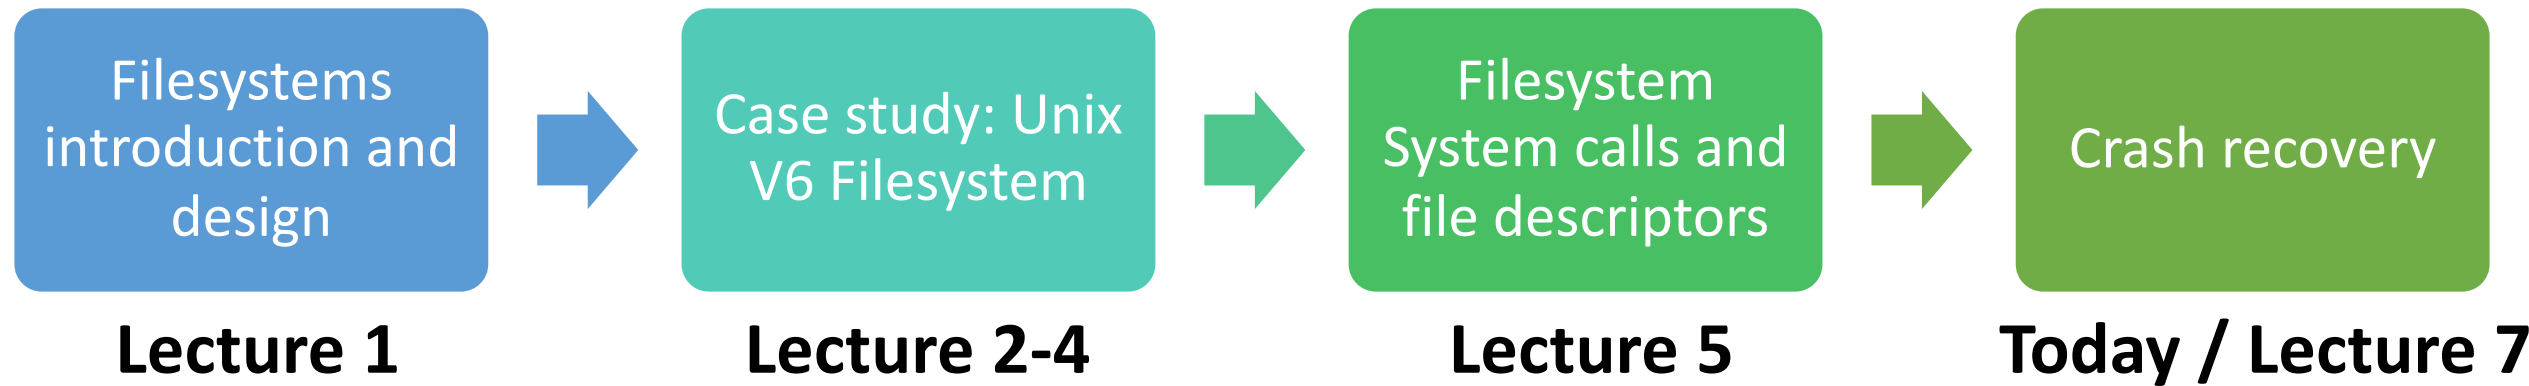 Filesystems
introduction and
design
Lecture 1
Case study: Unix
V6 Filesystem
Lecture 2-4
Filesystem
System calls and
file descriptors
Lecture 5
Crash recovery
Today / Lecture 7